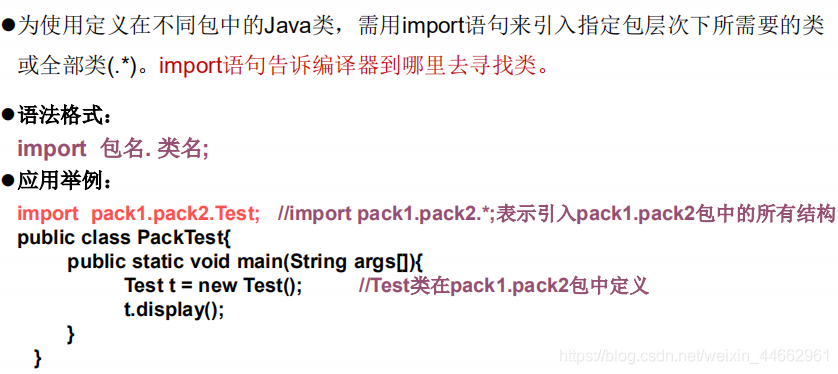 ●为使用定义在不同包中的Java类，需用import语句来引入指定包层次下所需要的类
或全部类(.*)。import语句告诉编译器到哪里去寻找类。
●语法格式：
import 包名. 类名;
●应用举例：
import pack1.pack2.Test; //import pack1.pack2.*;表示引入pack1.pack2包中的所有结构
public class PackTest{
public static void main(String args[]){
Test t = new Test(); //Test类在pack1.pack2包中定义
t.display();
}
}
https://blog.csdn.net/weixin_44662961